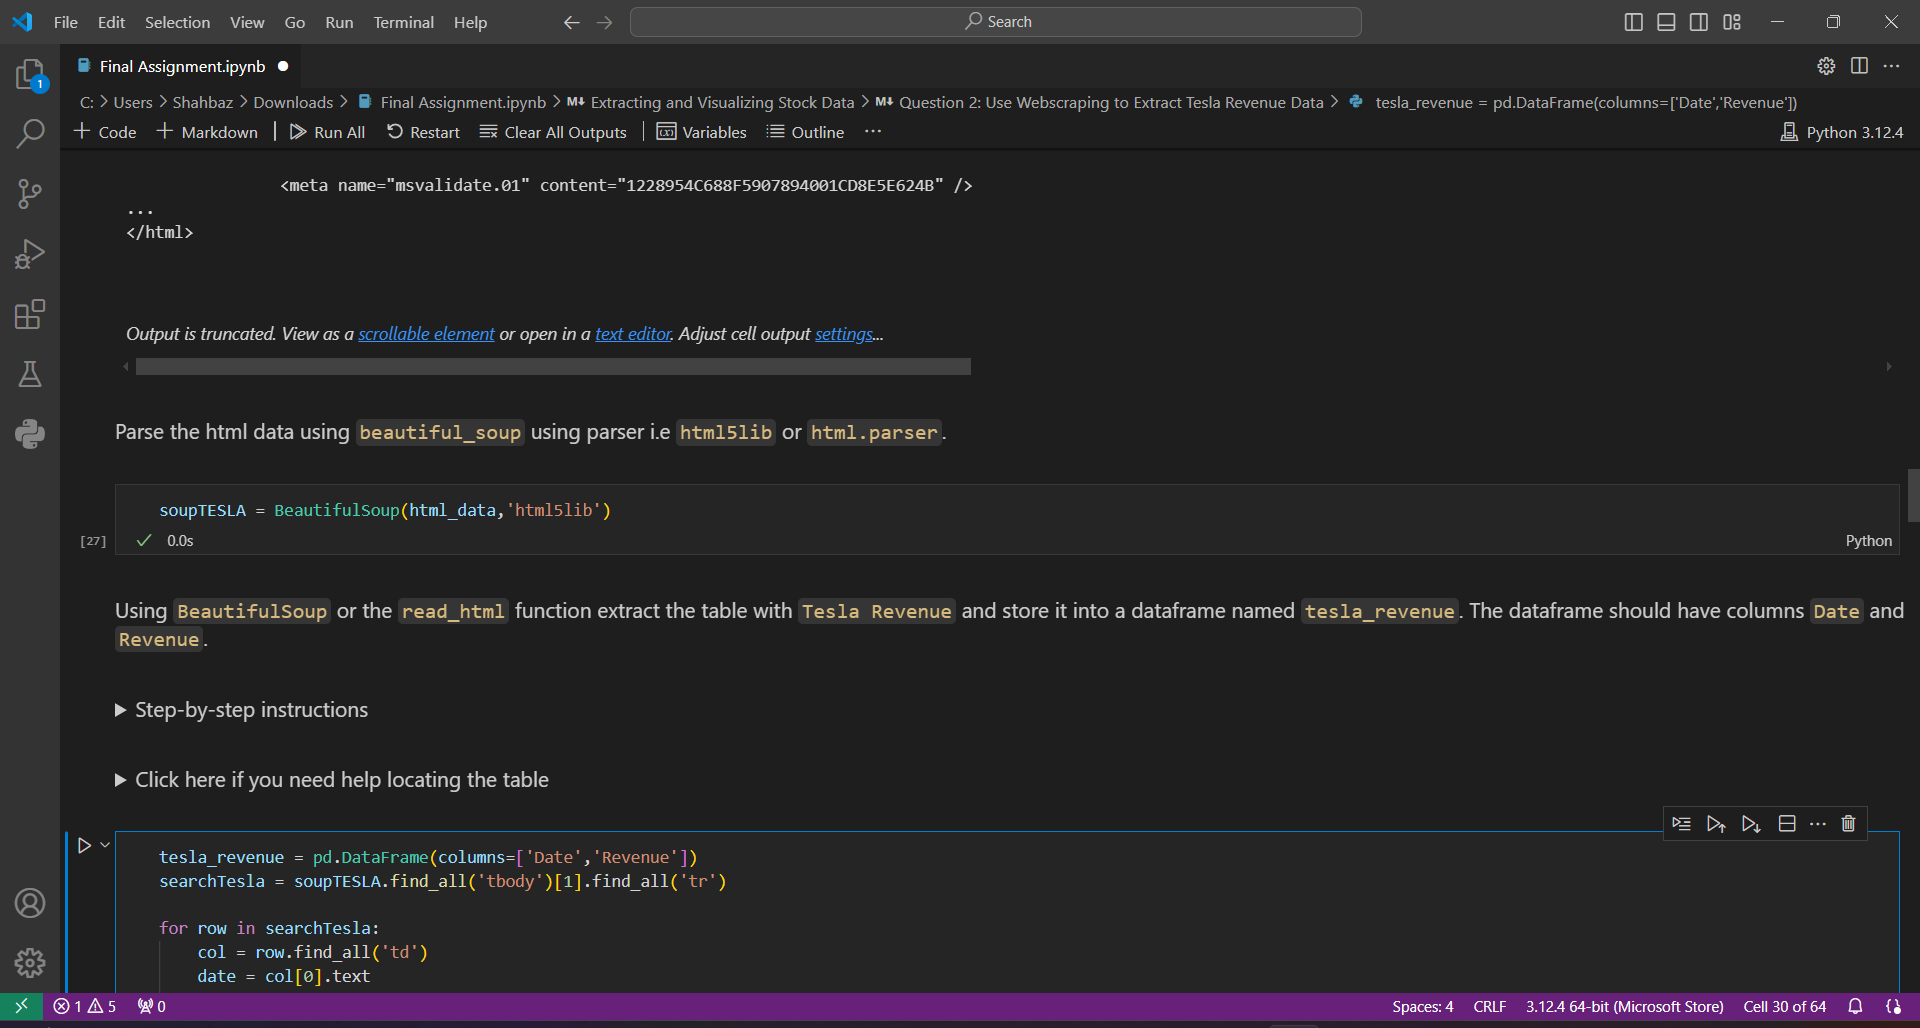 File Edit Selection View Go Run Terminal Help Search
Final Assignment.ipynb
1
C: > Users > Shahbaz > Downloads > Final Assignment.ipynb > M↓ Extracting and Visualizing Stock Data > M↓ Question 2: Use Webscraping to Extract Tesla Revenue Data > tesla_revenue = pd.DataFrame(columns=['Date','Revenue'])
+ Code + Markdown | Run All Restart Clear All Outputs | Variables Outline ... Python 3.12.4
<meta name="msvalidate.01" content="1228954C688F5907894001CD8E5E624B" />
...
</html>
Output is truncated. View as a scrollable element or open in a text editor. Adjust cell output settings...
Parse the html data using beautiful_soup using parser i.e html5lib or html.parser.
soupTESLA = BeautifulSoup(html_data,'html5lib')
[27] ✓ 0.0s Python
Using BeautifulSoup or the read_html function extract the table with Tesla Revenue and store it into a dataframe named tesla_revenue. The dataframe should have columns Date and
Revenue.
▶ Step-by-step instructions
▶ Click here if you need help locating the table
tesla_revenue = pd.DataFrame(columns=['Date','Revenue'])
searchTesla = soupTESLA.find_all('tbody')[1].find_all('tr')
for row in searchTesla:
    col = row.find_all('td')
    date = col[0].text
1 5 0 Spaces: 4 CRLF 3.12.4 64-bit (Microsoft Store) Cell 30 of 64